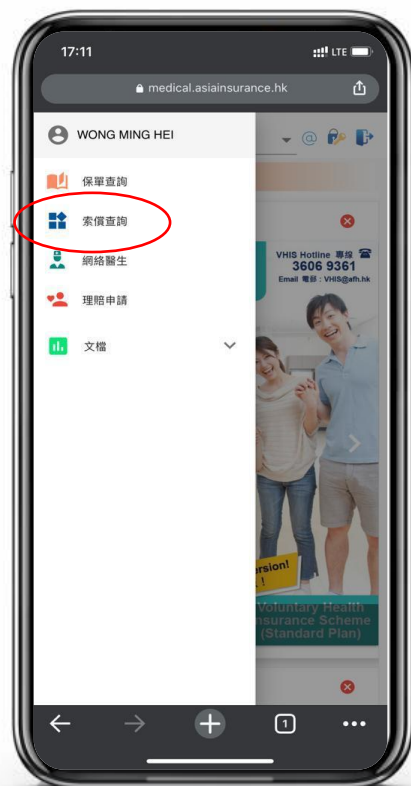 17:11
LTE
medical.asiainsurance.hk
WONG MING HEI
@
保單查詢
索償查詢
網絡醫生
理賠申請
文檔
VHIS Hotline 專線
3606 9361
Email 電郵 : VHIS@afh.hk
ersion!
!
Voluntary Health
nsurance Scheme
(Standard Plan)
1